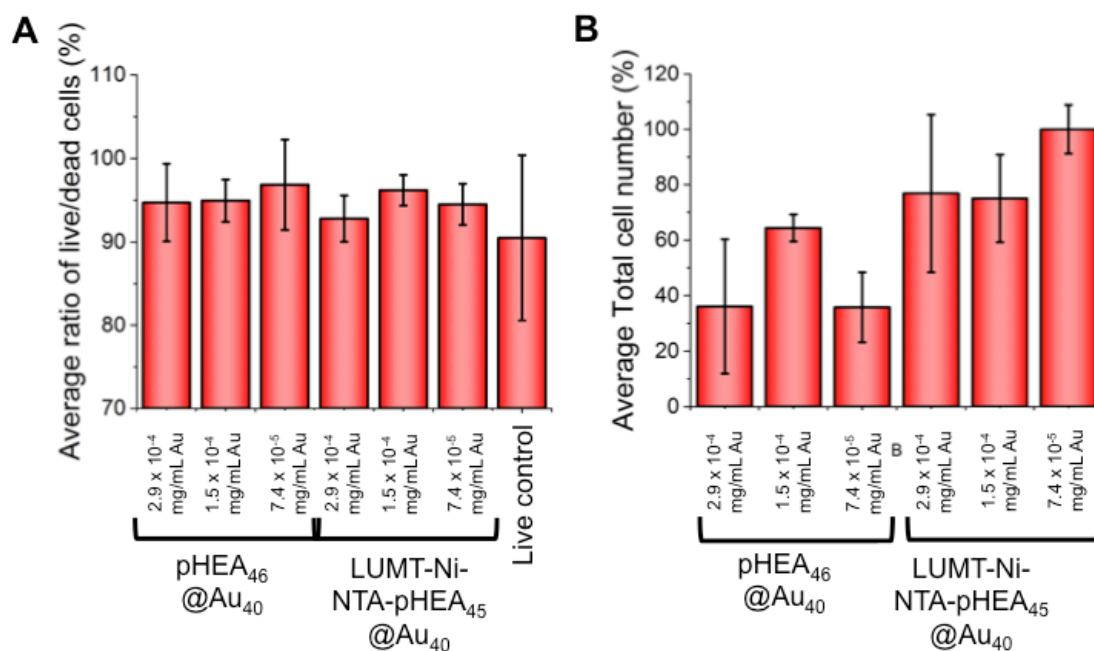 A
Average ratio of live/dead cells (%)
110
100
90
80
70
2.9 x 10⁻⁴
mg/mL Au
1.5 x 10⁻⁴
mg/mL Au
7.4 x 10⁻⁵
mg/mL Au
2.9 x 10⁻⁴
mg/mL Au
1.5 x 10⁻⁴
mg/mL Au
7.4 x 10⁻⁵
mg/mL Au
Live control
pHEA₄₆
@Au₄₀
LUMT-Ni-
NTA-pHEA₄₅
@Au₄₀
B
Average Total cell number (%)
120
100
80
60
40
20
0
2.9 x 10⁻⁴
mg/mL Au
1.5 x 10⁻⁴
mg/mL Au
7.4 x 10⁻⁵
mg/mL Au
B
2.9 x 10⁻⁴
mg/mL Au
1.5 x 10⁻⁴
mg/mL Au
7.4 x 10⁻⁵
mg/mL Au
pHEA₄₆
@Au₄₀
LUMT-Ni-
NTA-pHEA₄₅
@Au₄₀